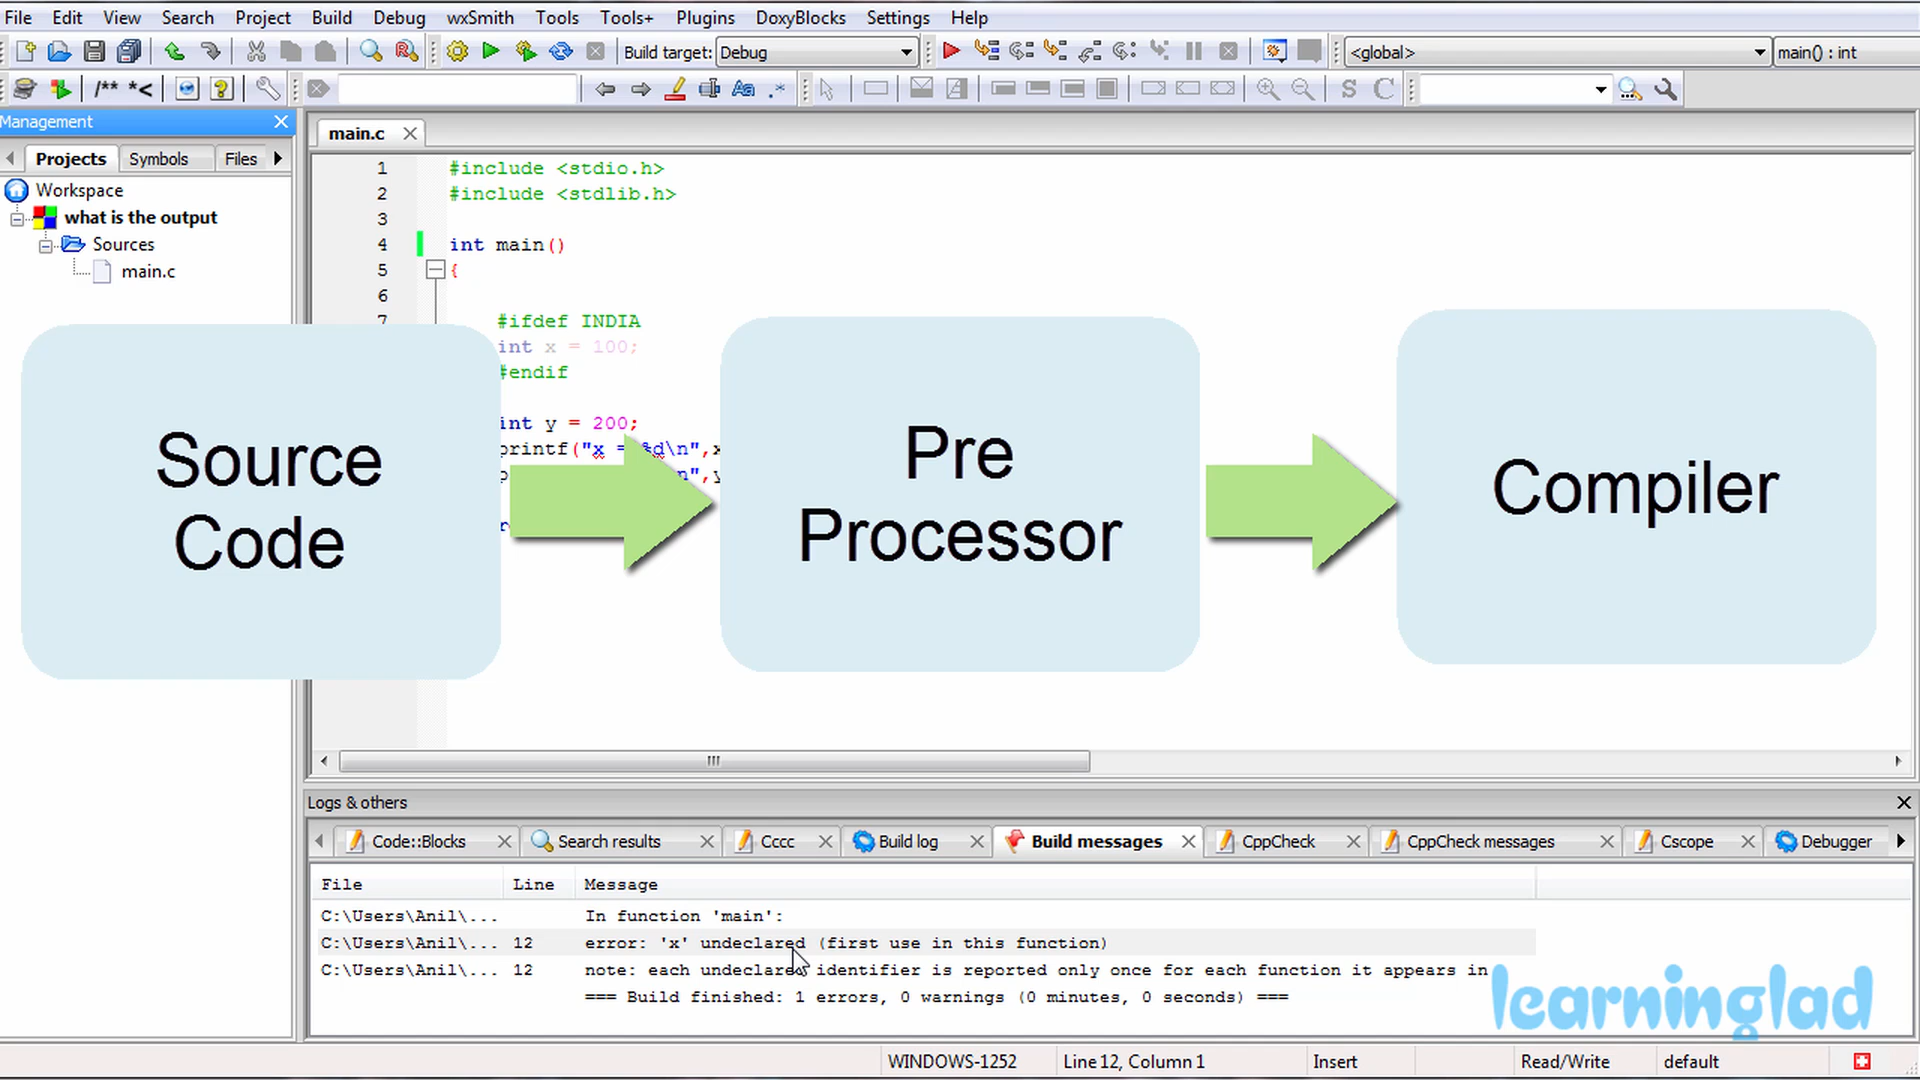 File Edit View Search Project Build Debug wxSmith Tools Tools+ Plugins DoxyBlocks Settings Help
Build target: Debug <global> main() : int
/** *<
Management
main.c
Projects Symbols Files
Workspace
what is the output
Sources
main.c
1 #include <stdio.h>
2 #include <stdlib.h>
3
4 int main()
5 {
6
7 #ifdef INDIA
int x = 100;
#endif
int y = 200;
printf("x = %d\n",x
n",y
Source
Code
Pre
Processor
Compiler
Logs & others
Code::Blocks Search results Cccc Build log Build messages CppCheck CppCheck messages Cscope Debugger
File Line Message
C:\Users\Anil\... In function 'main':
C:\Users\Anil\... 12 error: 'x' undeclared (first use in this function)
C:\Users\Anil\... 12 note: each undeclared identifier is reported only once for each function it appears in
=== Build finished: 1 errors, 0 warnings (0 minutes, 0 seconds) ===
learninglad
WINDOWS-1252 Line 12, Column 1 Insert Read/Write default